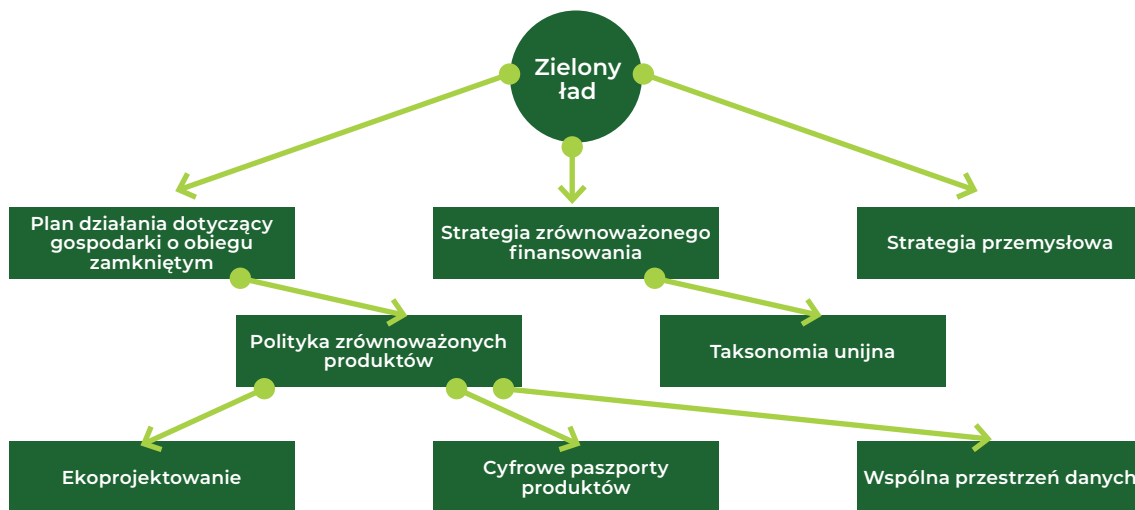 Zielony
ład
Plan działania dotyczący
gospodarki o obiegu
zamkniętym
Strategia zrównoważonego
finansowania
Strategia przemysłowa
Polityka zrównoważonych
produktów
Taksonomia unijna
Ekoprojektowanie
Cyfrowe paszporty
produktów
Wspólna przestrzeń danych